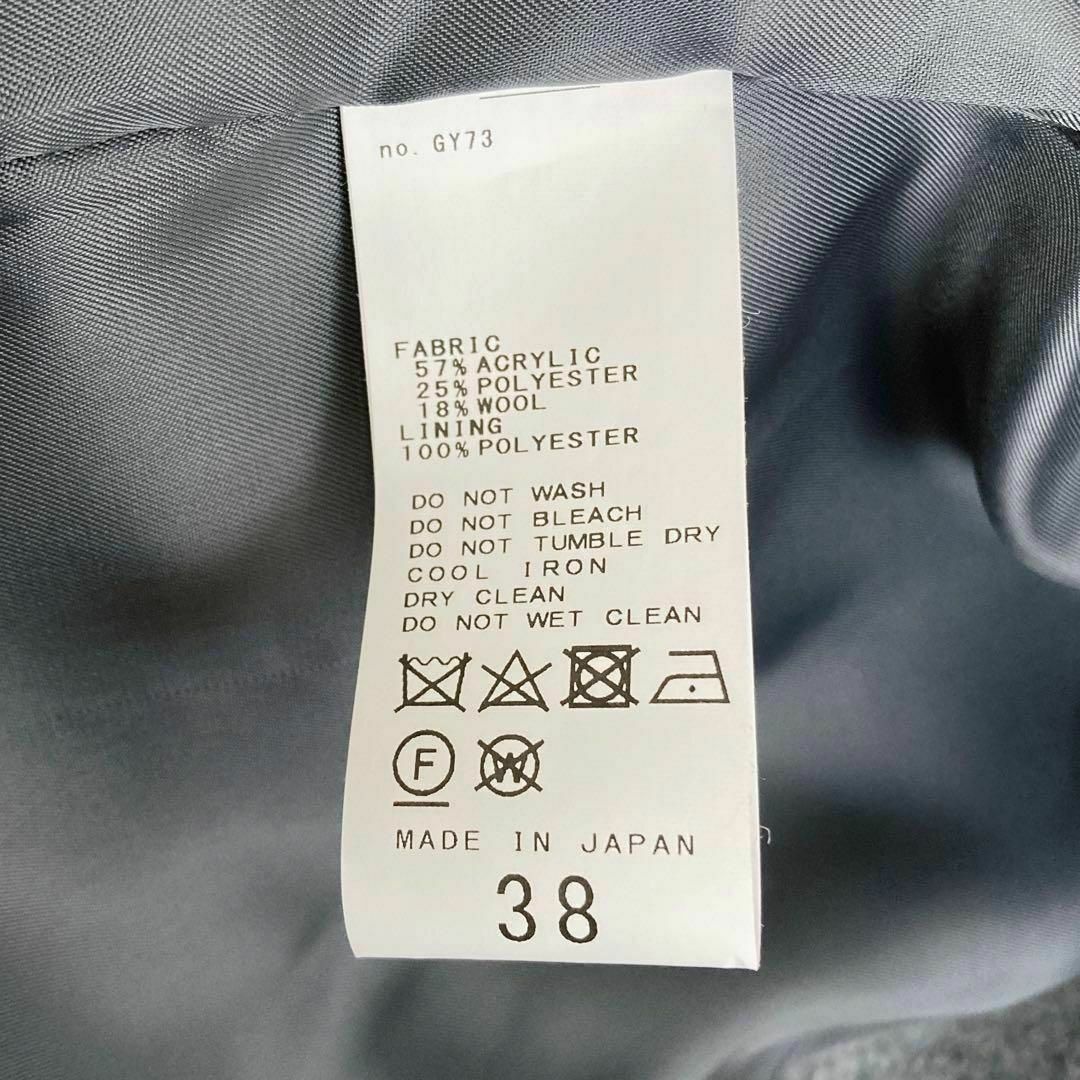 no. GY73
FABRIC
57% ACRYLIC
25% POLYESTER
18% WOOL
LINING
100% POLYESTER
DO NOT WASH
DO NOT BLEACH
DO NOT TUMBLE DRY
COOL IRON
DRY CLEAN
DO NOT WET CLEAN
F W
MADE IN JAPAN
38